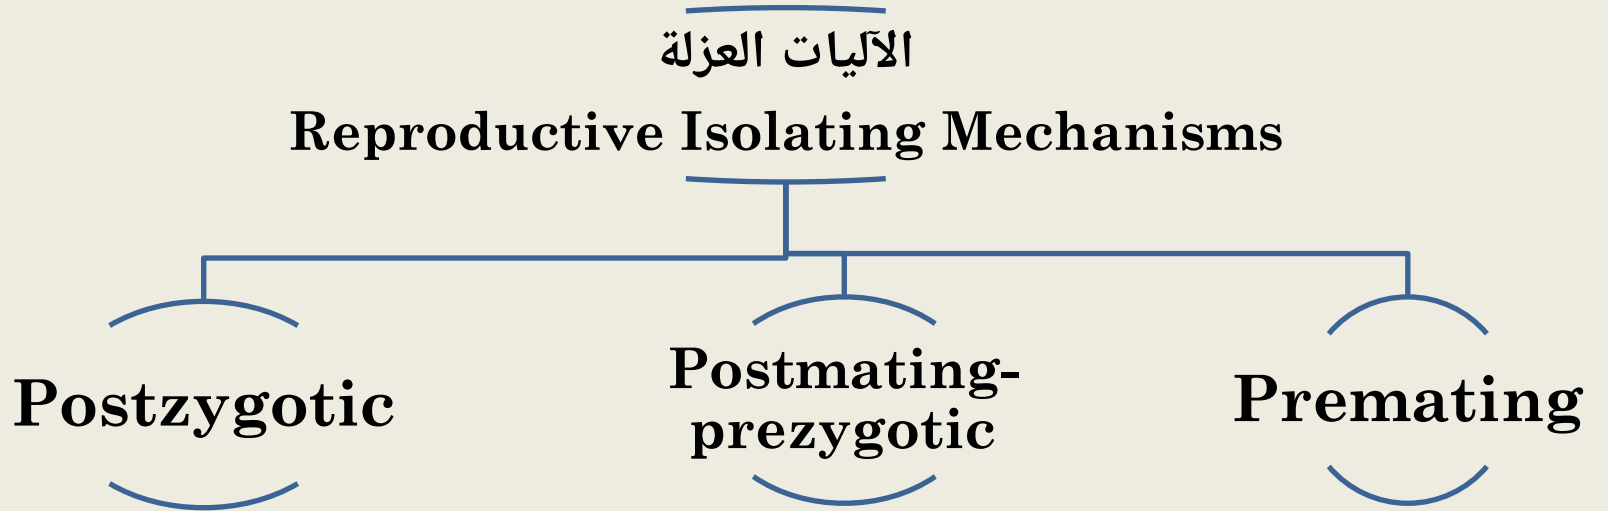 الآليات العزلة
Reproductive Isolating Mechanisms
Postzygotic
Postmating-
prezygotic
Premating